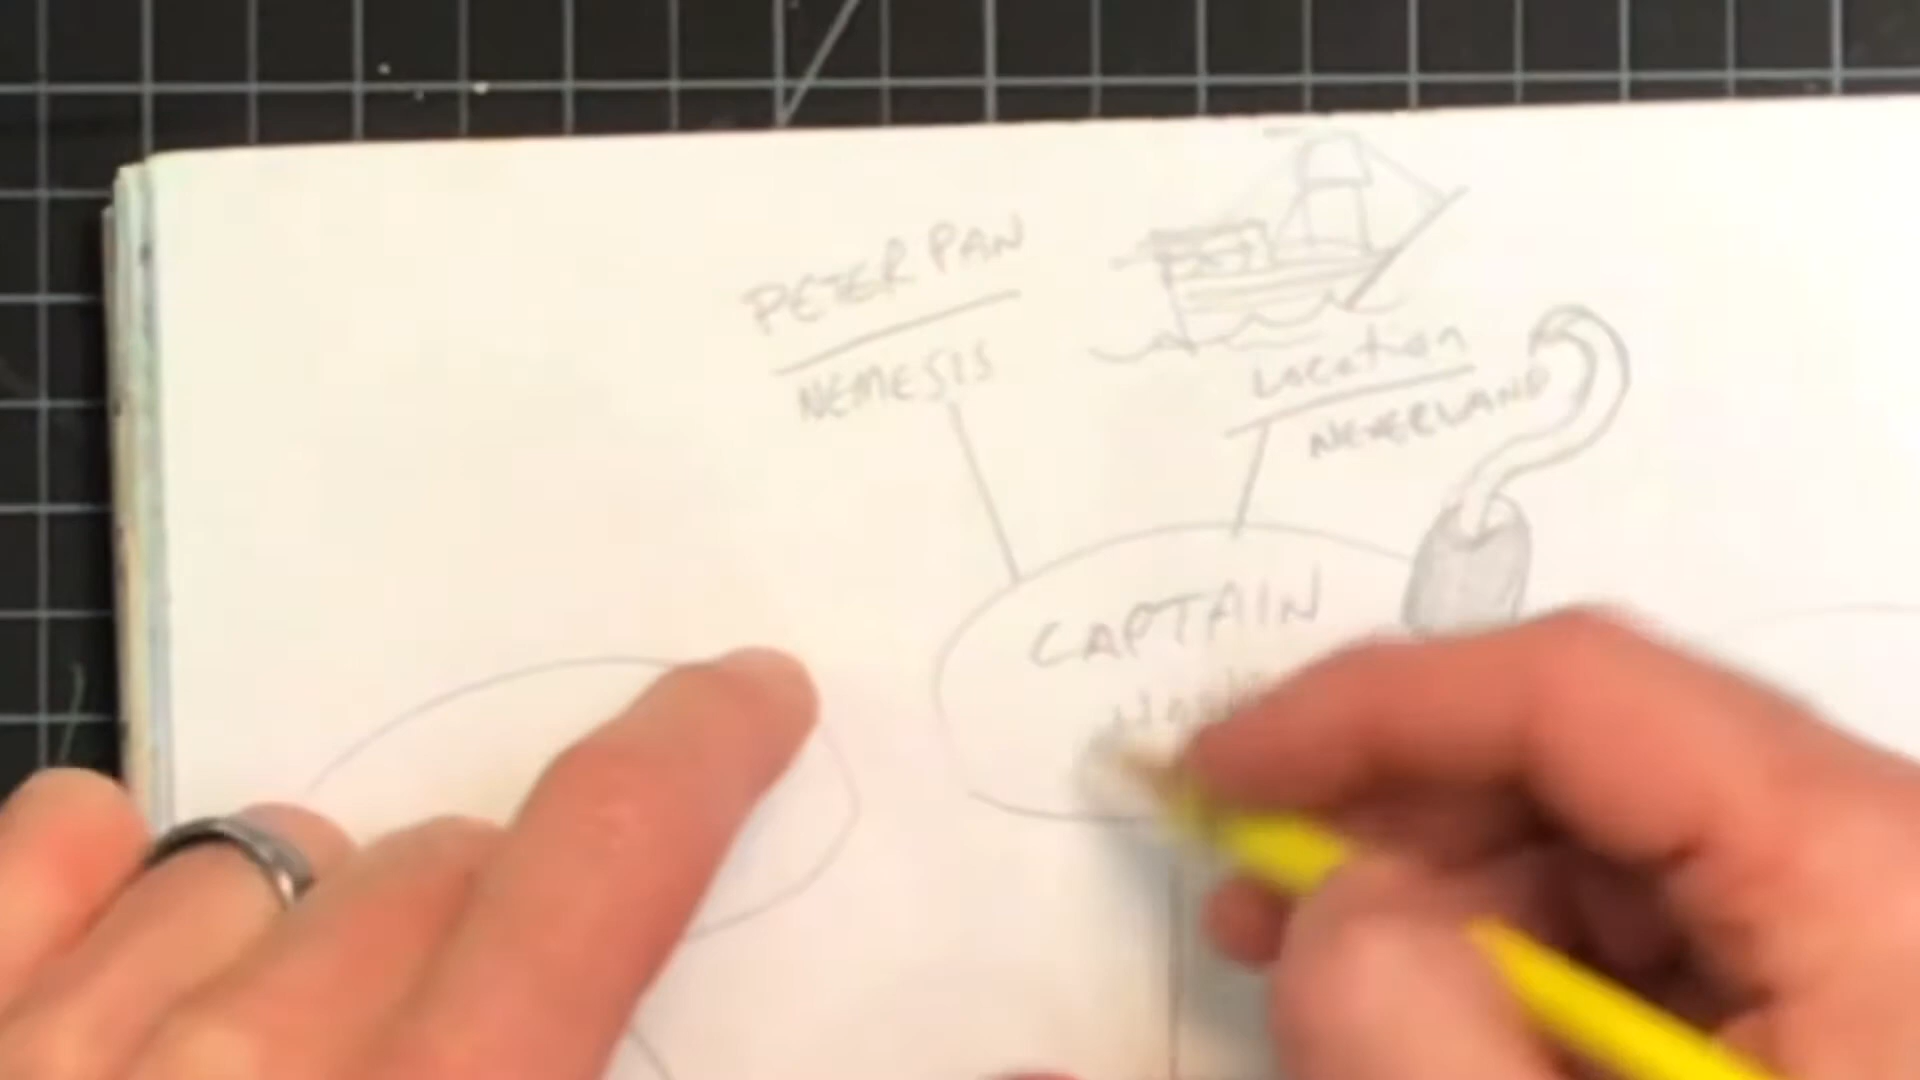 PETER PAN
NEMESIS
Location
NEVERLAND
CAPTAIN